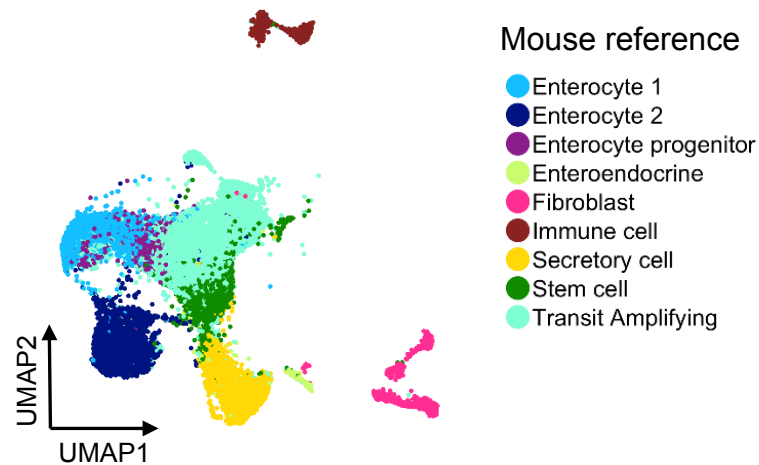 Mouse reference
Enterocyte 1
Enterocyte 2
Enterocyte progenitor
Enteroendocrine
Fibroblast
Immune cell
Secretory cell
Stem cell
Transit Amplifying
UMAP2
UMAP1